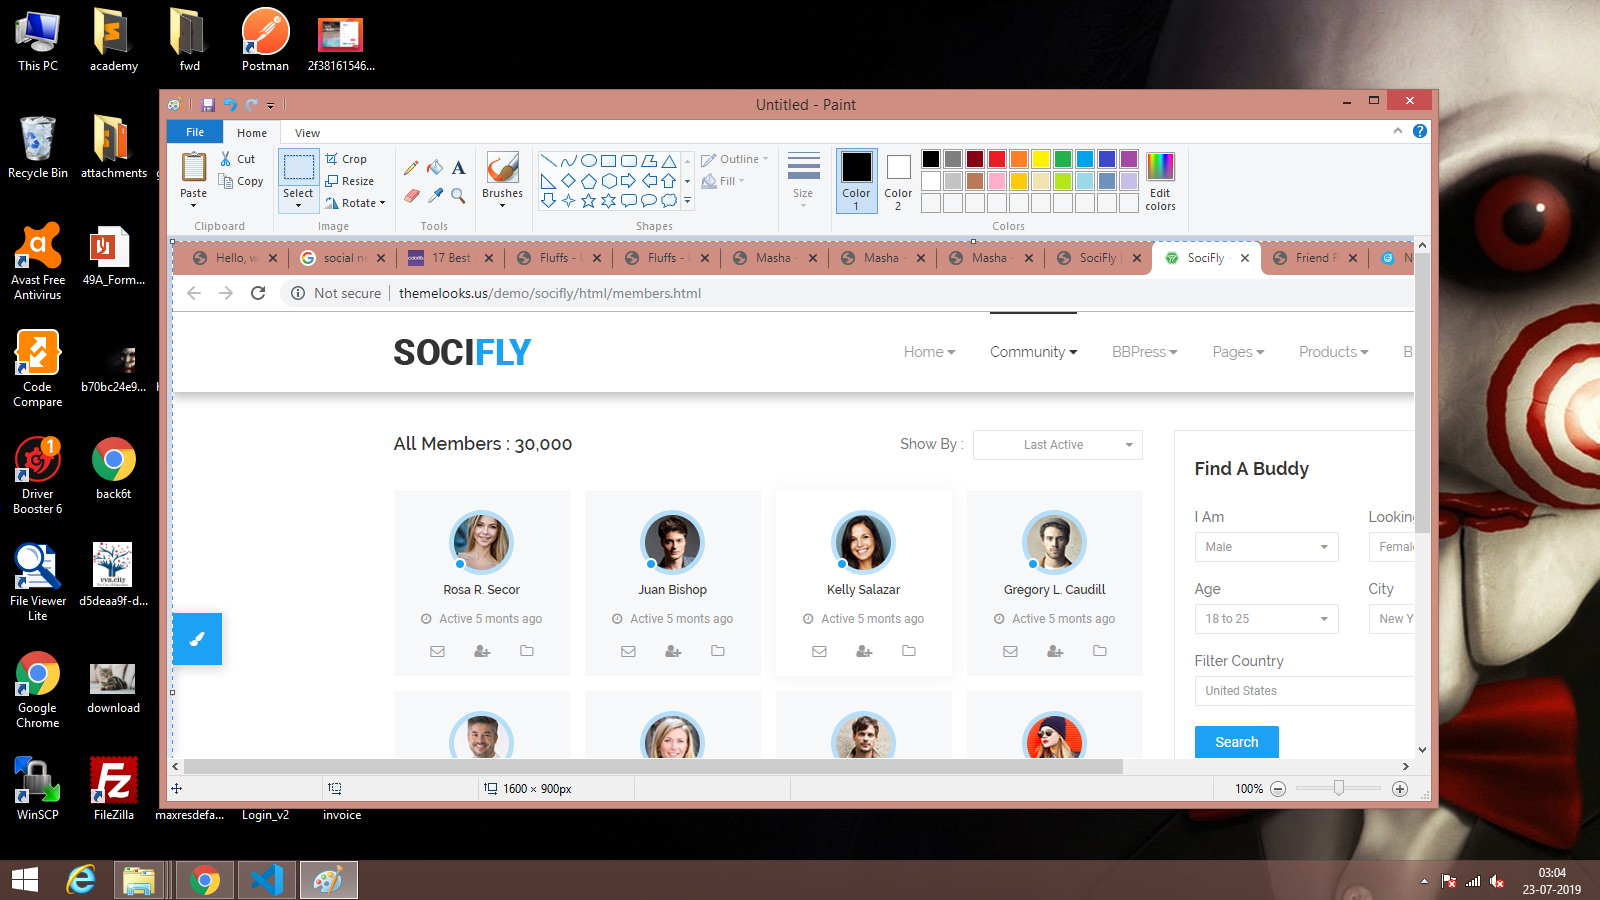 This PC
academy
fwd
Postman
2f38161546...
Recycle Bin
attachments
Avast Free
Antivirus
49A_Form...
Code
Compare
b70bc24e9...
Driver
Booster 6
back6t
File Viewer
Lite
d5deaa9f-d...
Google
Chrome
download
WinSCP
FileZilla
maxresdefa...
Login_v2
invoice
Untitled - Paint
File
Home
View
Paste
Cut
Copy
Clipboard
Select
Crop
Resize
Rotate
Image
Tools
Brushes
Shapes
Outline
Fill
Size
Color
1
Color
2
Edit
colors
Colors
Hello, w
social ne
17 Best
Fluffs -
Fluffs -
Masha -
Masha -
Masha -
SociFly
SociFly -
Friend F
N
Not secure
themelooks.us/demo/socifly/html/members.html
SOCIFLY
Home
Community
BBPress
Pages
Products
B
All Members : 30,000
Show By :
Last Active
Rosa R. Secor
Active 5 monts ago
Juan Bishop
Active 5 monts ago
Kelly Salazar
Active 5 monts ago
Gregory L. Caudill
Active 5 monts ago
Find A Buddy
I Am
Looking
Male
Female
Age
City
18 to 25
New Y
Filter Country
United States
Search
1600 × 900px
100%
03:04
23-07-2019